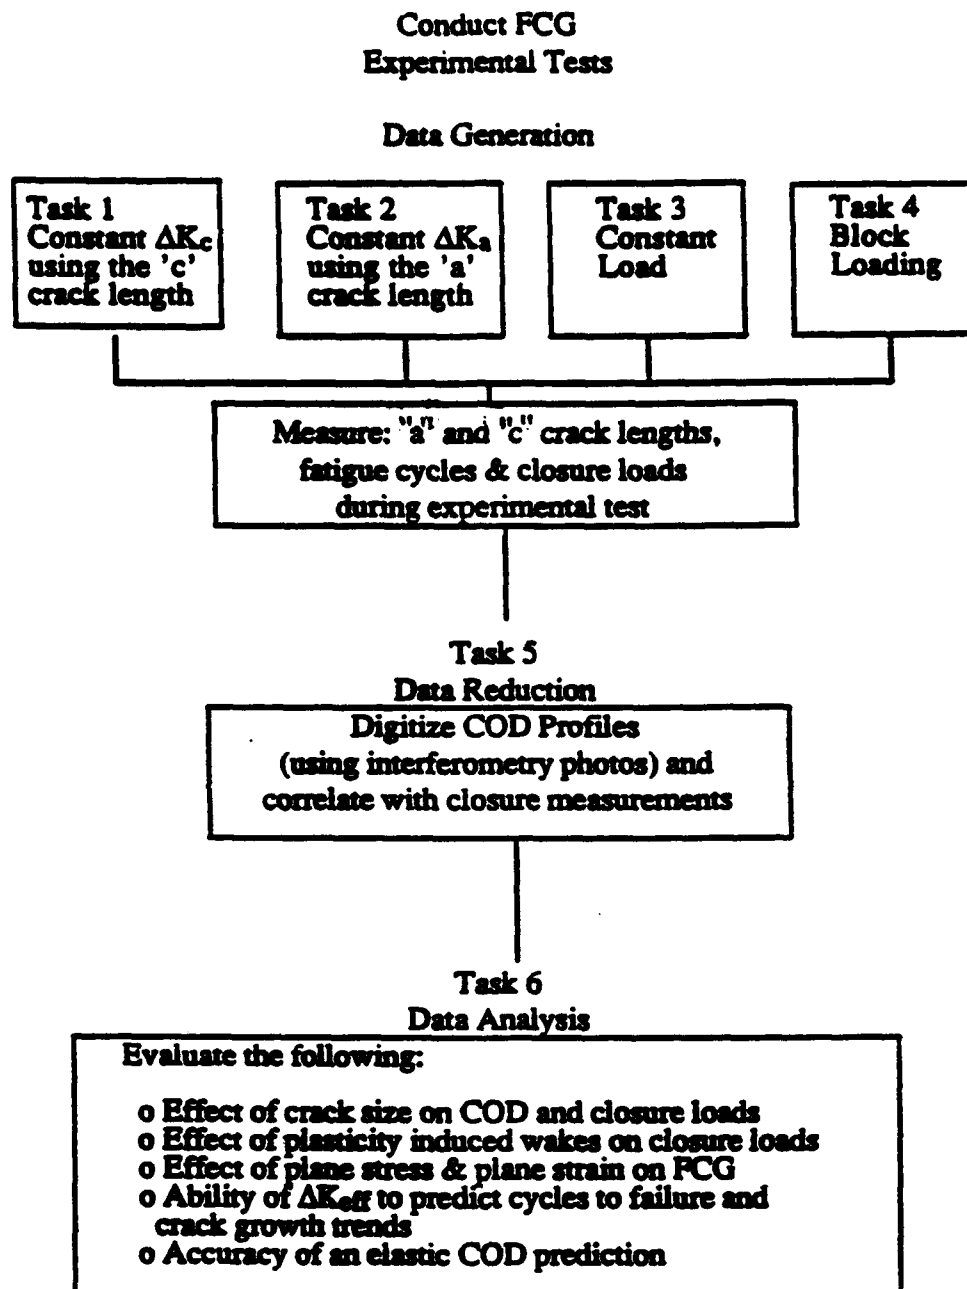 Conduct FCG
Experimental Tests
Data Generation
Task 1
Constant ΔKc
using the 'c'
crack length
Task 2
Constant ΔKa
using the 'a'
crack length
Task 3
Constant
Load
Task 4
Block
Loading
Measure: "a" and "c" crack lengths,
fatigue cycles & closure loads
during experimental test
Task 5
Data Reduction
Digitize COD Profiles
(using interferometry photos) and
correlate with closure measurements
Task 6
Data Analysis
Evaluate the following:
o Effect of crack size on COD and closure loads
o Effect of plasticity induced wakes on closure loads
o Effect of plane stress & plane strain on FCG
o Ability of ΔKeff to predict cycles to failure and
crack growth trends
o Accuracy of an elastic COD prediction